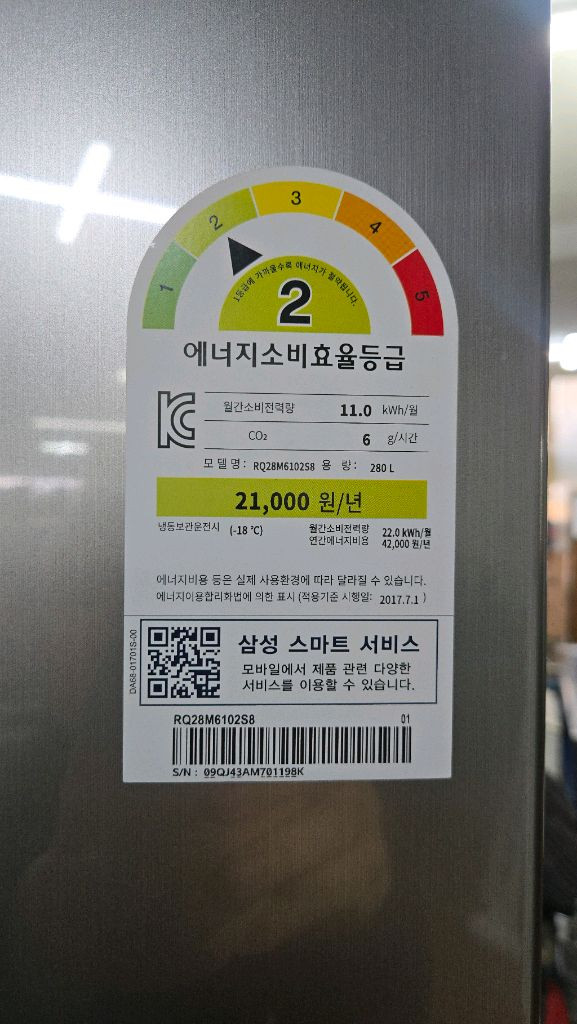 1
2
3
4
5
1등급에 가까울수록 에너지가 절약됩니다.
2
에너지소비효율등급
KC
월간소비전력량 11.0 kWh/월
CO₂ 6 g/시간
모델명: RQ28M6102S8 용 량: 280 L
21,000 원/년
냉동보관운전시 (-18 ℃) 월간소비전력량 22.0 kWh/월
연간에너지비용 42,000 원/년
에너지비용 등은 실제 사용환경에 따라 달라질 수 있습니다.
에너지이용합리화법에 의한 표시 (적용기준 시행일: 2017.7.1 )
DA68-01701S-00
삼성 스마트 서비스
모바일에서 제품 관련 다양한
서비스를 이용할 수 있습니다.
RQ28M6102S8 01
S/N : 09QJ43AM701198K